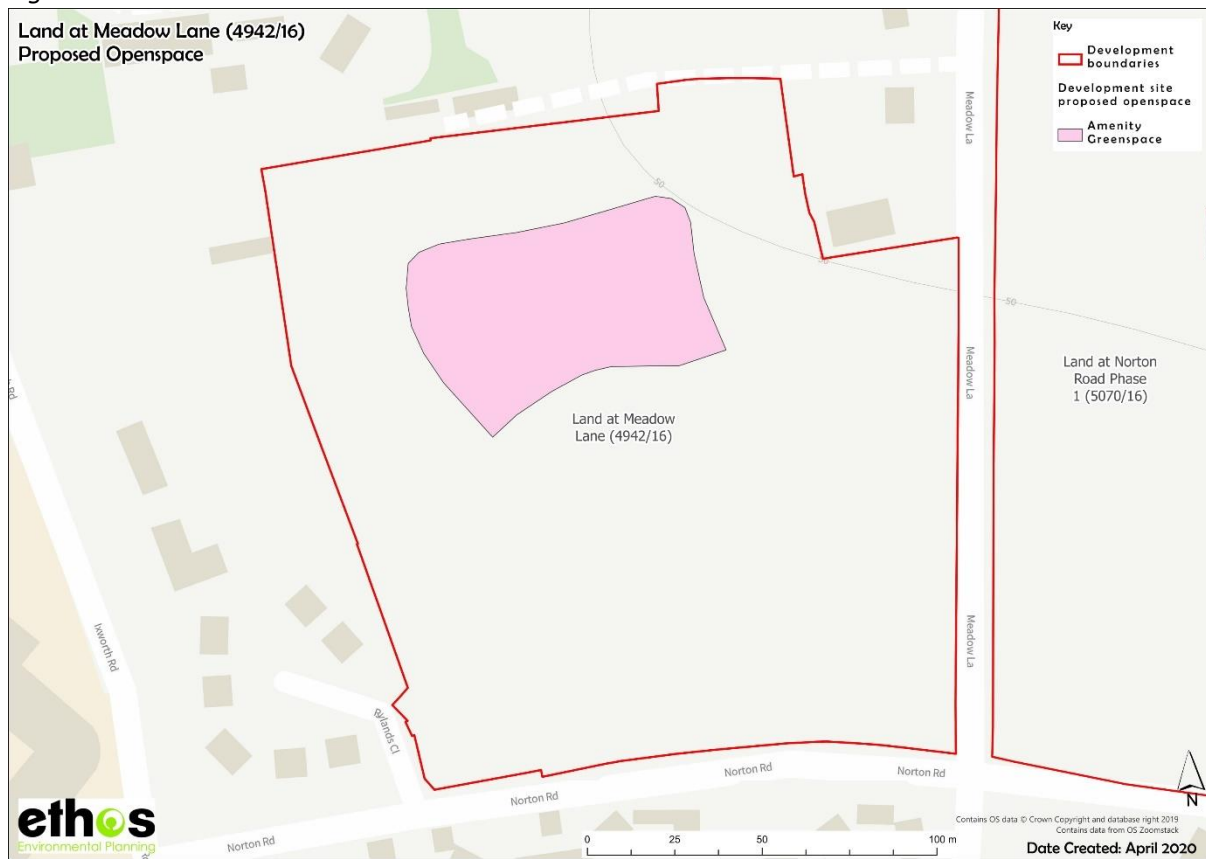 Land at Meadow Lane (4942/16)
Proposed Openspace
Key
Development
boundaries
Development site
proposed openspace
Amenity
Greenspace
Meadow La
50
50
50
Meadow La
Land at Norton
Road Phase
1 (5070/16)
Land at Meadow
Lane (4942/16)
Ixworth Rd
Meadow La
Rylands Cl
Norton Rd
Norton Rd
Norton Rd
Norton Rd
N
ethos
Environmental Planning
0 25 50 100 m
Contains OS data © Crown Copyright and database right 2019
Contains data from OS Zoomstack
Date Created: April 2020